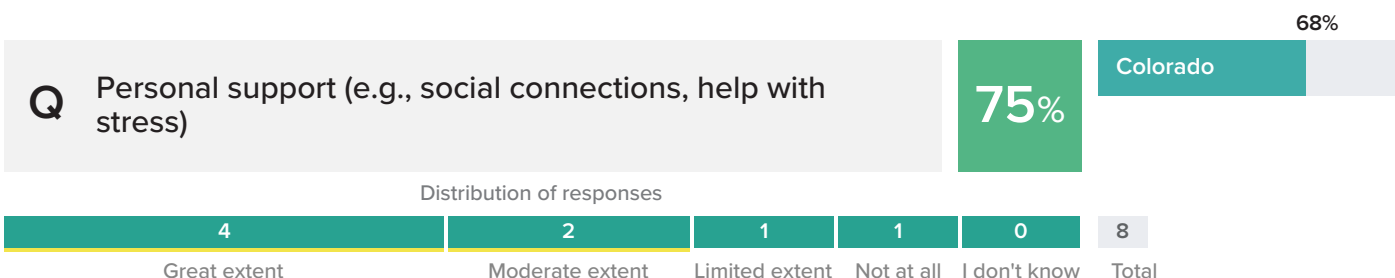 68%
Q
Personal support (e.g., social connections, help with
stress)
75%
Colorado
Distribution of responses
4 2 1 1 0 8
Great extent Moderate extent Limited extent Not at all I don't know Total